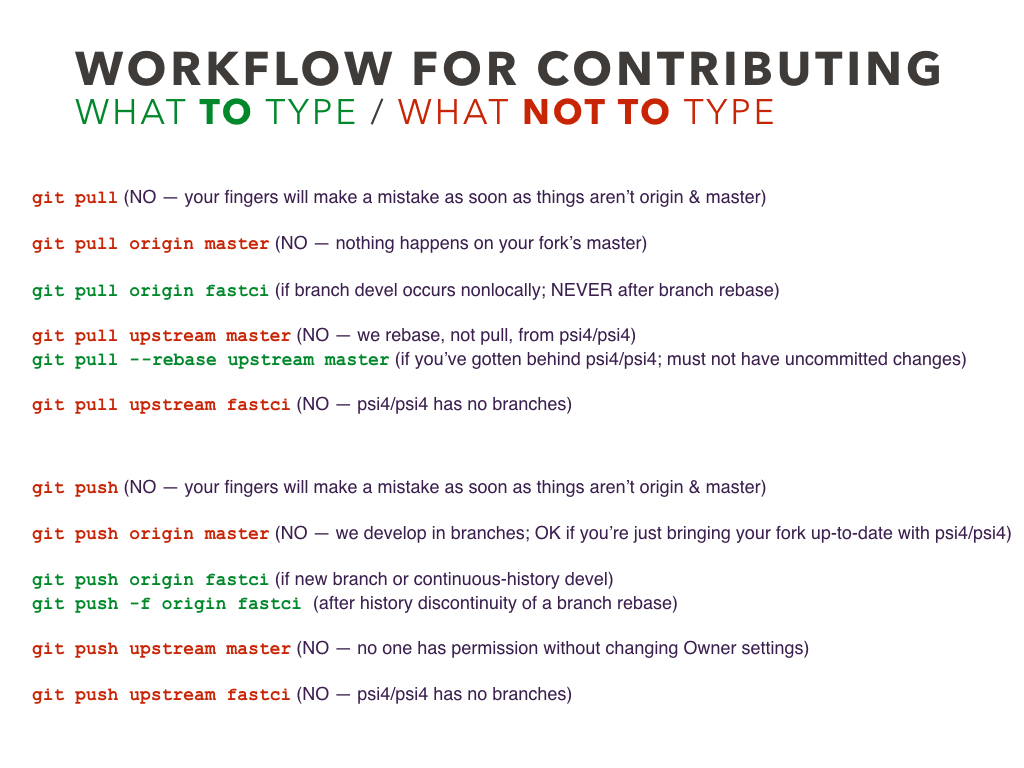 WORKFLOW FOR CONTRIBUTING
WHAT TO TYPE / WHAT NOT TO TYPE
git pull (NO — your fingers will make a mistake as soon as things aren’t origin & master)
git pull origin master (NO — nothing happens on your fork’s master)
git pull origin fastci (if branch devel occurs nonlocally; NEVER after branch rebase)
git pull upstream master (NO — we rebase, not pull, from psi4/psi4)
git pull --rebase upstream master (if you’ve gotten behind psi4/psi4; must not have uncommitted changes)
git pull upstream fastci (NO — psi4/psi4 has no branches)
git push (NO — your fingers will make a mistake as soon as things aren’t origin & master)
git push origin master (NO — we develop in branches; OK if you’re just bringing your fork up-to-date with psi4/psi4)
git push origin fastci (if new branch or continuous-history devel)
git push -f origin fastci (after history discontinuity of a branch rebase)
git push upstream master (NO — no one has permission without changing Owner settings)
git push upstream fastci (NO — psi4/psi4 has no branches)